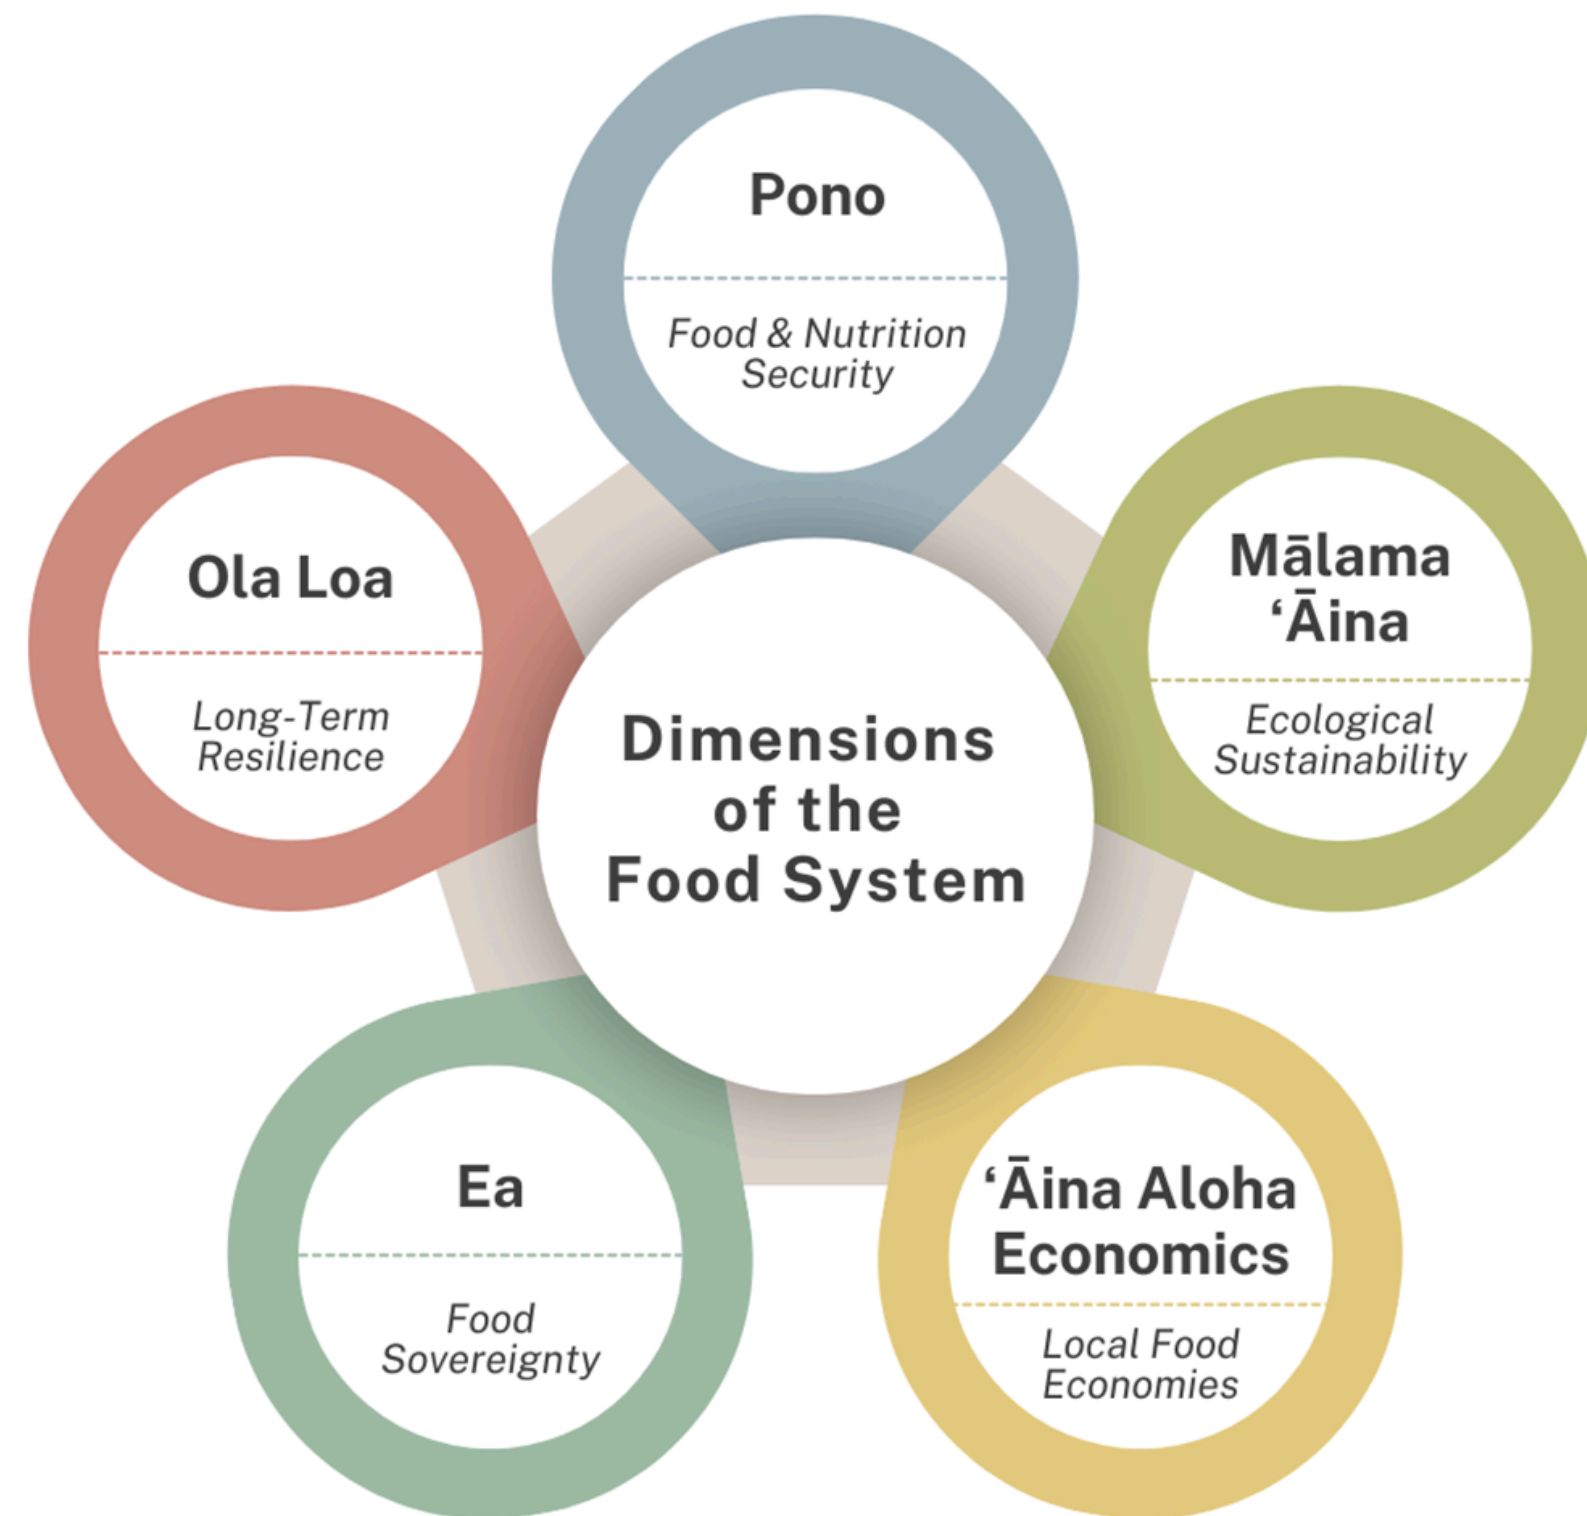 Pono
Food & Nutrition
Security
Ola Loa
Long-Term
Resilience
Mālama
ʻĀina
Ecological
Sustainability
Dimensions
of the
Food System
Ea
Food
Sovereignty
ʻĀina Aloha
Economics
Local Food
Economies